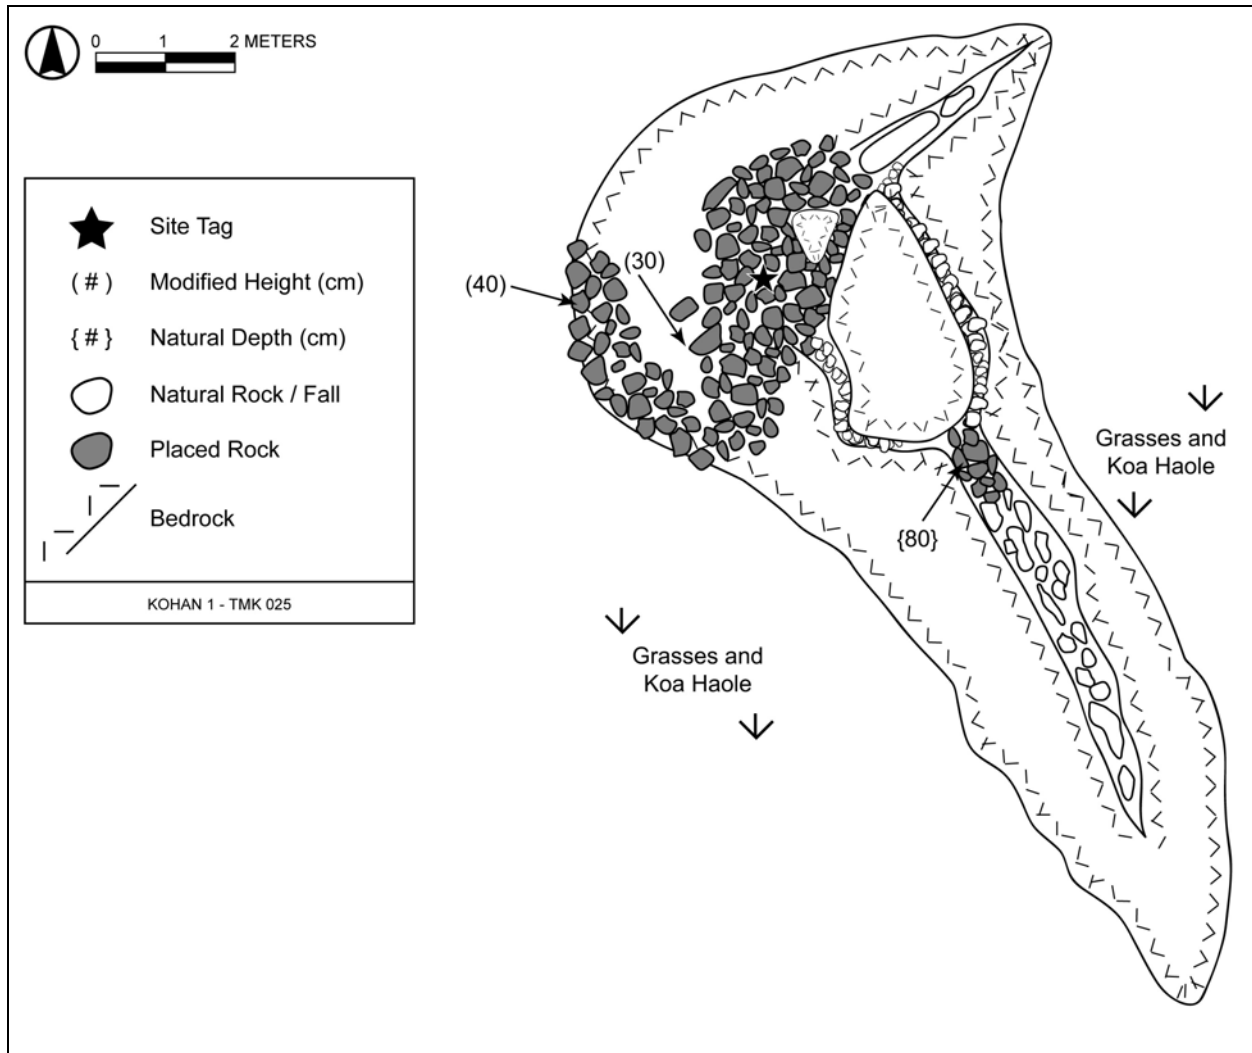 0 1 2 METERS
Site Tag
( # ) Modified Height (cm)
{ # } Natural Depth (cm)
Natural Rock / Fall
Placed Rock
Bedrock
KOHAN 1 - TMK 025
(40)
(30)
{80}
Grasses and
Koa Haole
Grasses and
Koa Haole